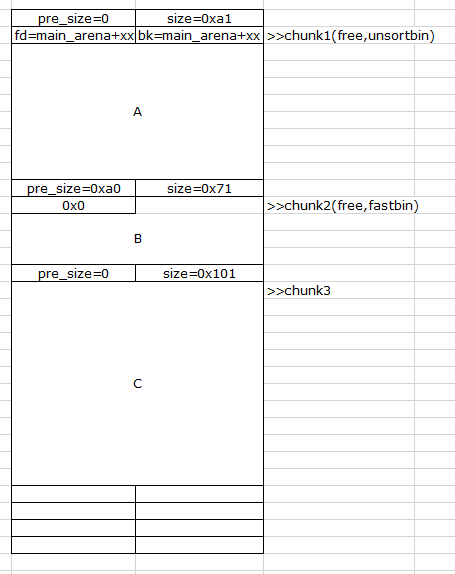 pre_size=0 size=0xa1
fd=main_arena+xx bk=main_arena+xx >>chunk1(free,unsortbin)
A
pre_size=0xa0 size=0x71
0x0 >>chunk2(free,fastbin)
B
pre_size=0 size=0x101
>>chunk3
C